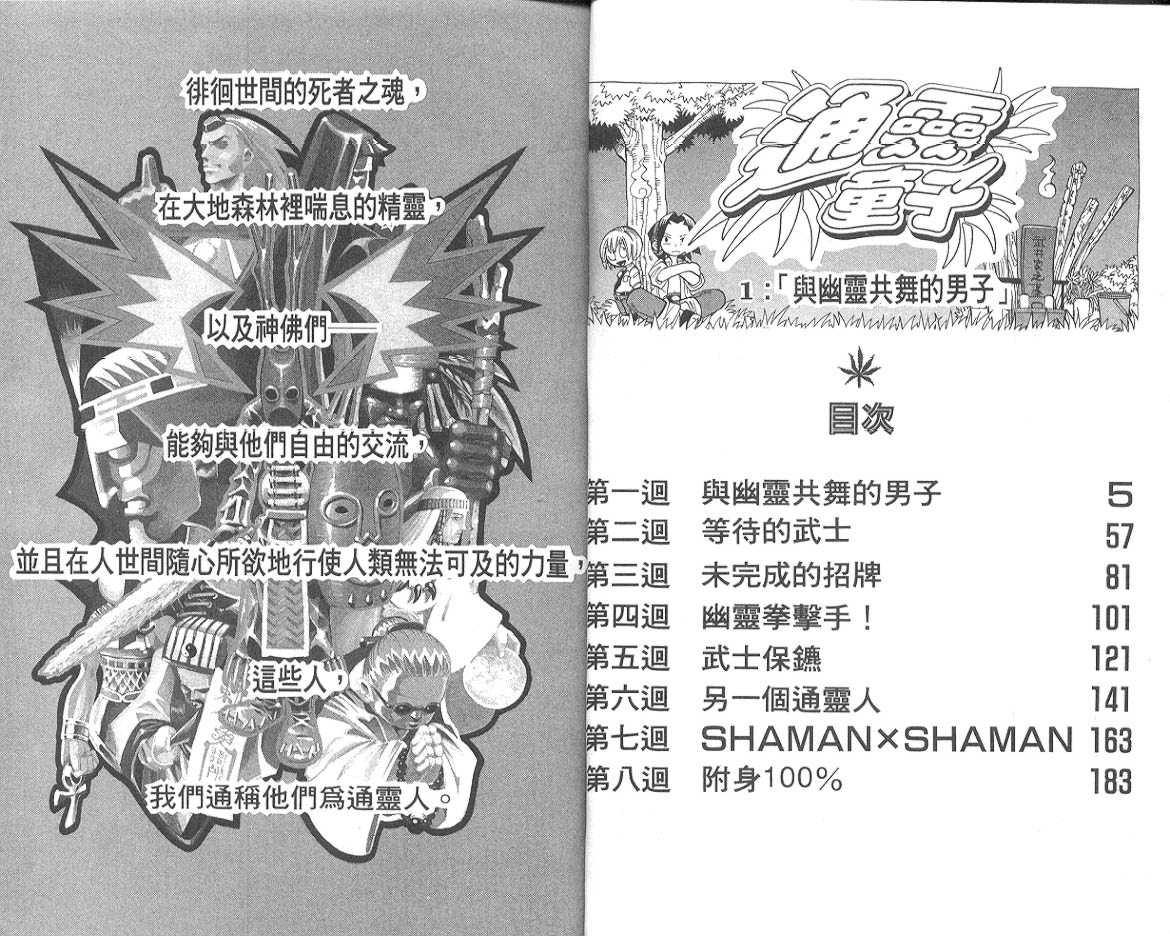 徘徊世間的死者之魂，
在大地森林裡喘息的精靈，
以及神佛們——
能夠與他們自由的交流，
並且在人世間隨心所欲地行使人類無法可及的力量，
這些人，
我們通稱他們爲通靈人。
通靈
童子
1：「與幽靈共舞的男子」
目次
第一迴 與幽靈共舞的男子 5
第二迴 等待的武士 57
第三迴 未完成的招牌 81
第四迴 幽靈拳擊手！ 101
第五迴 武士保鑣 121
第六迴 另一個通靈人 141
第七迴 SHAMAN×SHAMAN 163
第八迴 附身100% 183